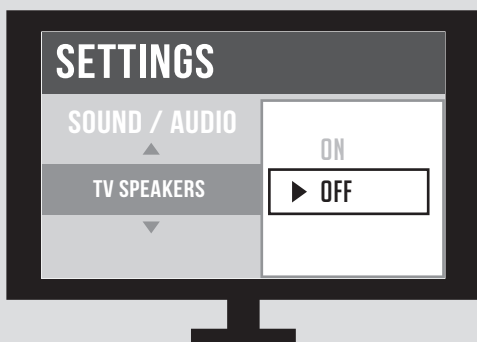 SETTINGS
SOUND / AUDIO
TV SPEAKERS
ON
OFF